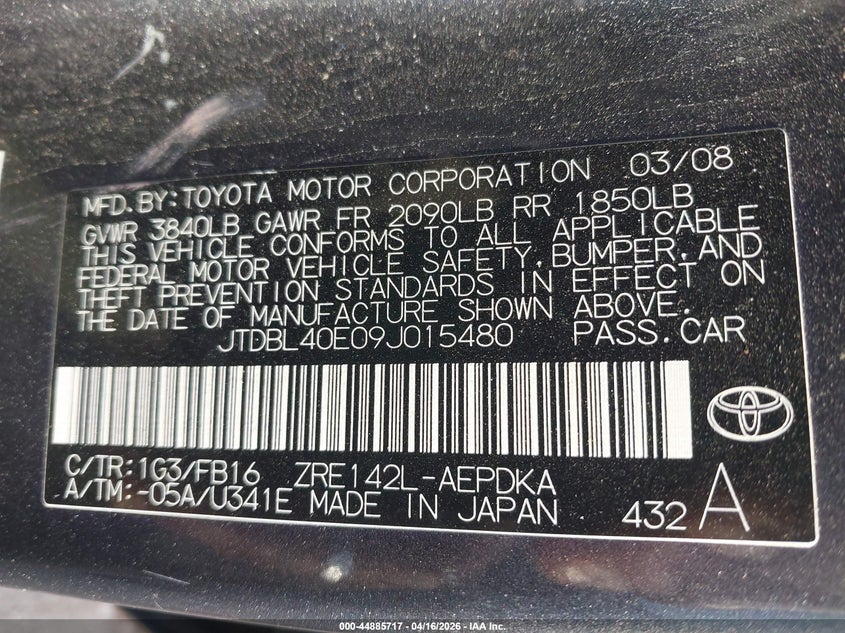 MFD.BY:TOYOTA MOTOR CORPORATION 03/08
GVWR 3840LB GAWR FR 2090LB RR 1850LB
THIS VEHICLE CONFORMS TO ALL APPLICABLE
FEDERAL MOTOR VEHICLE SAFETY,BUMPER,AND
THEFT PREVENTION STANDARDS IN EFFECT ON
THE DATE OF MANUFACTURE SHOWN ABOVE.
JTDBL40E09J015480 PASS.CAR
C/TR:1G3/FB16 ZRE142L-AEPDKA
A/TM:-05A/U341E MADE IN JAPAN 432 A
000-44885717 - 04/16/2026 - IAA Inc.